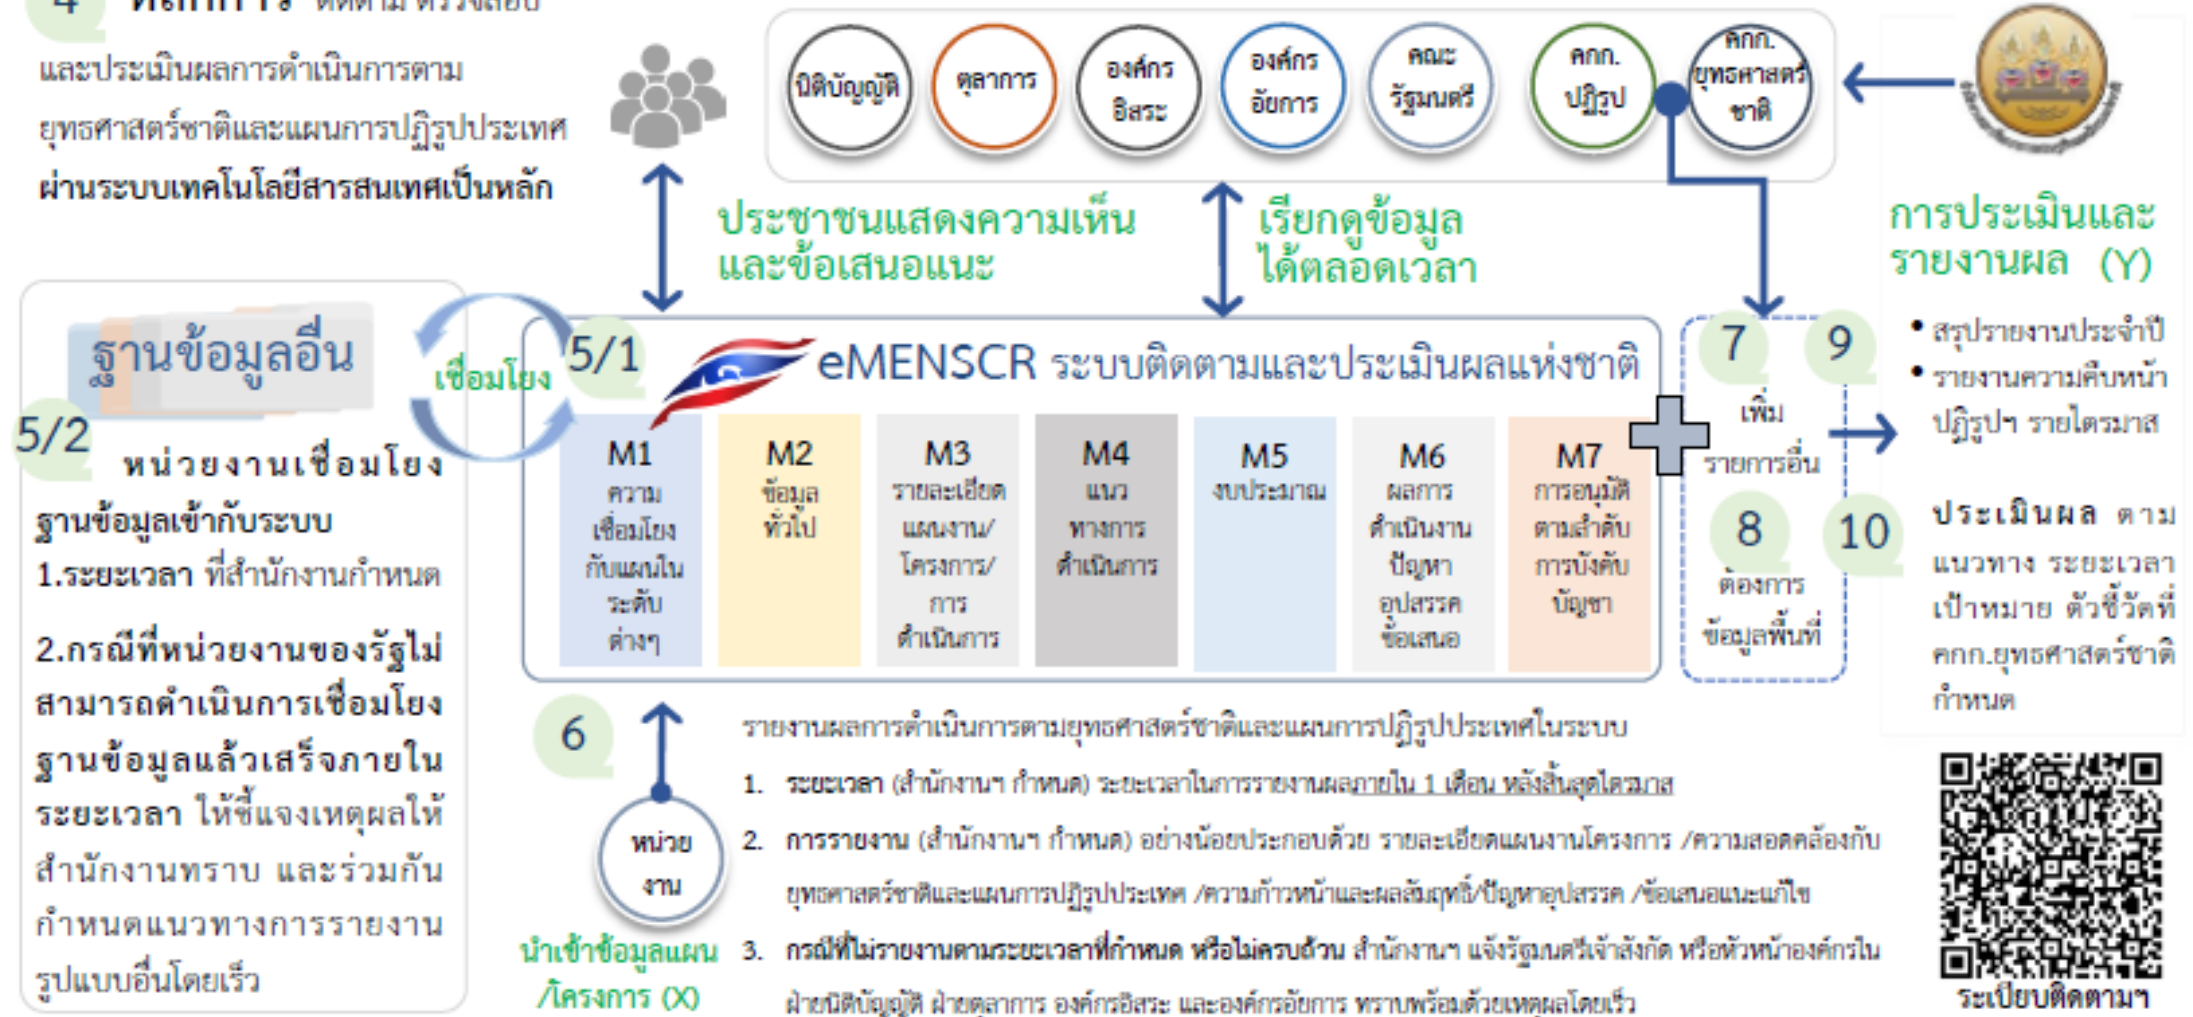 4 หลักการ ติดตาม ตรวจสอบ
และประเมินผลการดำเนินการตาม
ยุทธศาสตร์ชาติและแผนการปฏิรูปประเทศ
ผ่านระบบเทคโนโลยีสารสนเทศเป็นหลัก
นิติบัญญัติ
ตุลาการ
องค์กร
อิสระ
องค์กร
อัยการ
คณะ
รัฐมนตรี
คกก.
ปฏิรูป
คกก.
ยุทธศาสตร์
ชาติ
ประชาชนแสดงความเห็น
และข้อเสนอแนะ
เรียกดูข้อมูล
ได้ตลอดเวลา
การประเมินและ
รายงานผล (Y)
• สรุปรายงานประจำปี
• รายงานความคืบหน้า
ปฏิรูปฯ รายไตรมาส
ประเมินผล ตาม
แนวทาง ระยะเวลา
เป้าหมาย ตัวชี้วัดที่
คกก.ยุทธศาสตร์ชาติ
กำหนด
ฐานข้อมูลอื่น
เชื่อมโยง
5/2
หน่วยงานเชื่อมโยง
ฐานข้อมูลเข้ากับระบบ
1.ระยะเวลา ที่สำนักงานกำหนด
2.กรณีที่หน่วยงานของรัฐไม่
สามารถดำเนินการเชื่อมโยง
ฐานข้อมูลแล้วเสร็จภายใน
ระยะเวลา ให้ชี้แจงเหตุผลให้
สำนักงานทราบ และร่วมกัน
กำหนดแนวทางการรายงาน
รูปแบบอื่นโดยเร็ว
5/1
eMENSCR ระบบติดตามและประเมินผลแห่งชาติ
M1
ความ
เชื่อมโยง
กับแผนใน
ระดับ
ต่างๆ
M2
ข้อมูล
ทั่วไป
M3
รายละเอียด
แผนงาน/
โครงการ/
การ
ดำเนินการ
M4
แนว
ทางการ
ดำเนินการ
M5
งบประมาณ
M6
ผลการ
ดำเนินงาน
ปัญหา
อุปสรรค
ข้อเสนอ
M7
การอนุมัติ
ตามลำดับ
การบังคับ
บัญชา
7
เพิ่ม
รายการอื่น
8
ต้องการ
ข้อมูลพื้นที่
9
10
6
หน่วย
งาน
นำเข้าข้อมูลแผน
/โครงการ (X)
รายงานผลการดำเนินการตามยุทธศาสตร์ชาติและแผนการปฏิรูปประเทศในระบบ
1. ระยะเวลา (สำนักงานฯ กำหนด) ระยะเวลาในการรายงานผลภายใน 1 เดือน หลังสิ้นสุดไตรมาส
2. การรายงาน (สำนักงานฯ กำหนด) อย่างน้อยประกอบด้วย รายละเอียดแผนงานโครงการ /ความสอดคล้องกับ
ยุทธศาสตร์ชาติและแผนการปฏิรูปประเทศ /ความก้าวหน้าและผลสัมฤทธิ์/ปัญหาอุปสรรค /ข้อเสนอแนะแก้ไข
3. กรณีที่ไม่รายงานตามระยะเวลาที่กำหนด หรือไม่ครบถ้วน สำนักงานฯ แจ้งรัฐมนตรีเจ้าสังกัด หรือหัวหน้าองค์กรใน
ฝ่ายนิติบัญญัติ ฝ่ายตุลาการ องค์กรอิสระ และองค์กรอัยการ ทราบพร้อมด้วยเหตุผลโดยเร็ว
ระเบียบติดตามฯ